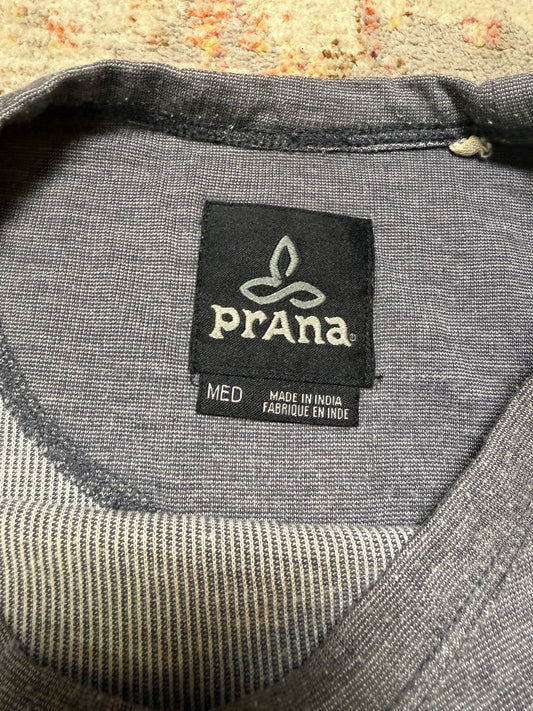 prAna
MED
MADE IN INDIA
FABRIQUE EN INDE